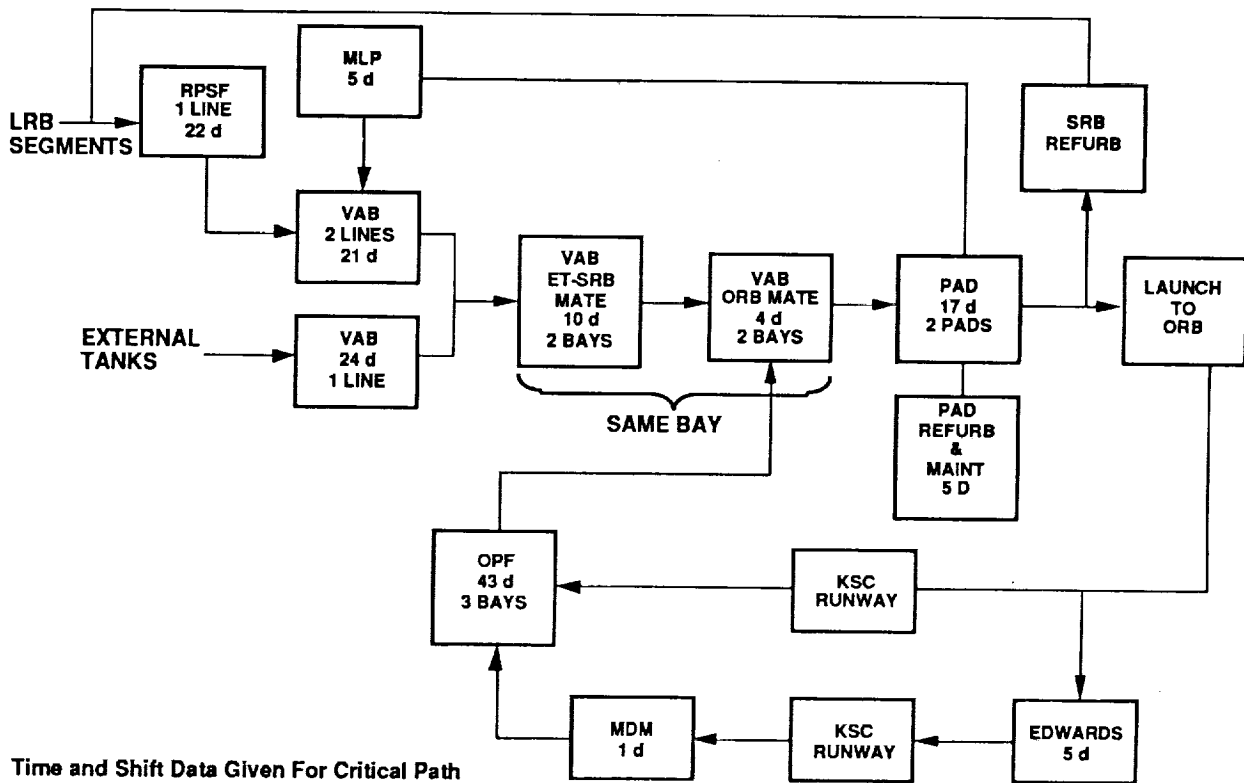 MLP
5 d
RPSF
1 LINE
22 d
LRB
SEGMENTS
SRB
REFURB
VAB
2 LINES
21 d
VAB
ET-SRB
MATE
10 d
2 BAYS
VAB
ORB MATE
4 d
2 BAYS
PAD
17 d
2 PADS
LAUNCH
TO
ORB
EXTERNAL
TANKS
VAB
24 d
1 LINE
SAME BAY
PAD
REFURB
&
MAINT
5 D
OPF
43 d
3 BAYS
KSC
RUNWAY
MDM
1 d
KSC
RUNWAY
EDWARDS
5 d
Time and Shift Data Given For Critical Path